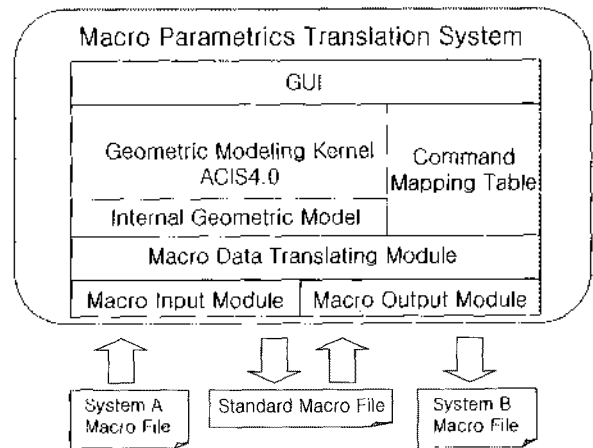 Macro Parametrics Translation System
GUI
Geometric Modeling Kernel
ACIS4.0
Command
Mapping Table
Internal Geometric Model
Macro Data Translating Module
Macro Input Module
Macro Output Module
System A
Macro File
Standard Macro File
System B
Macro File